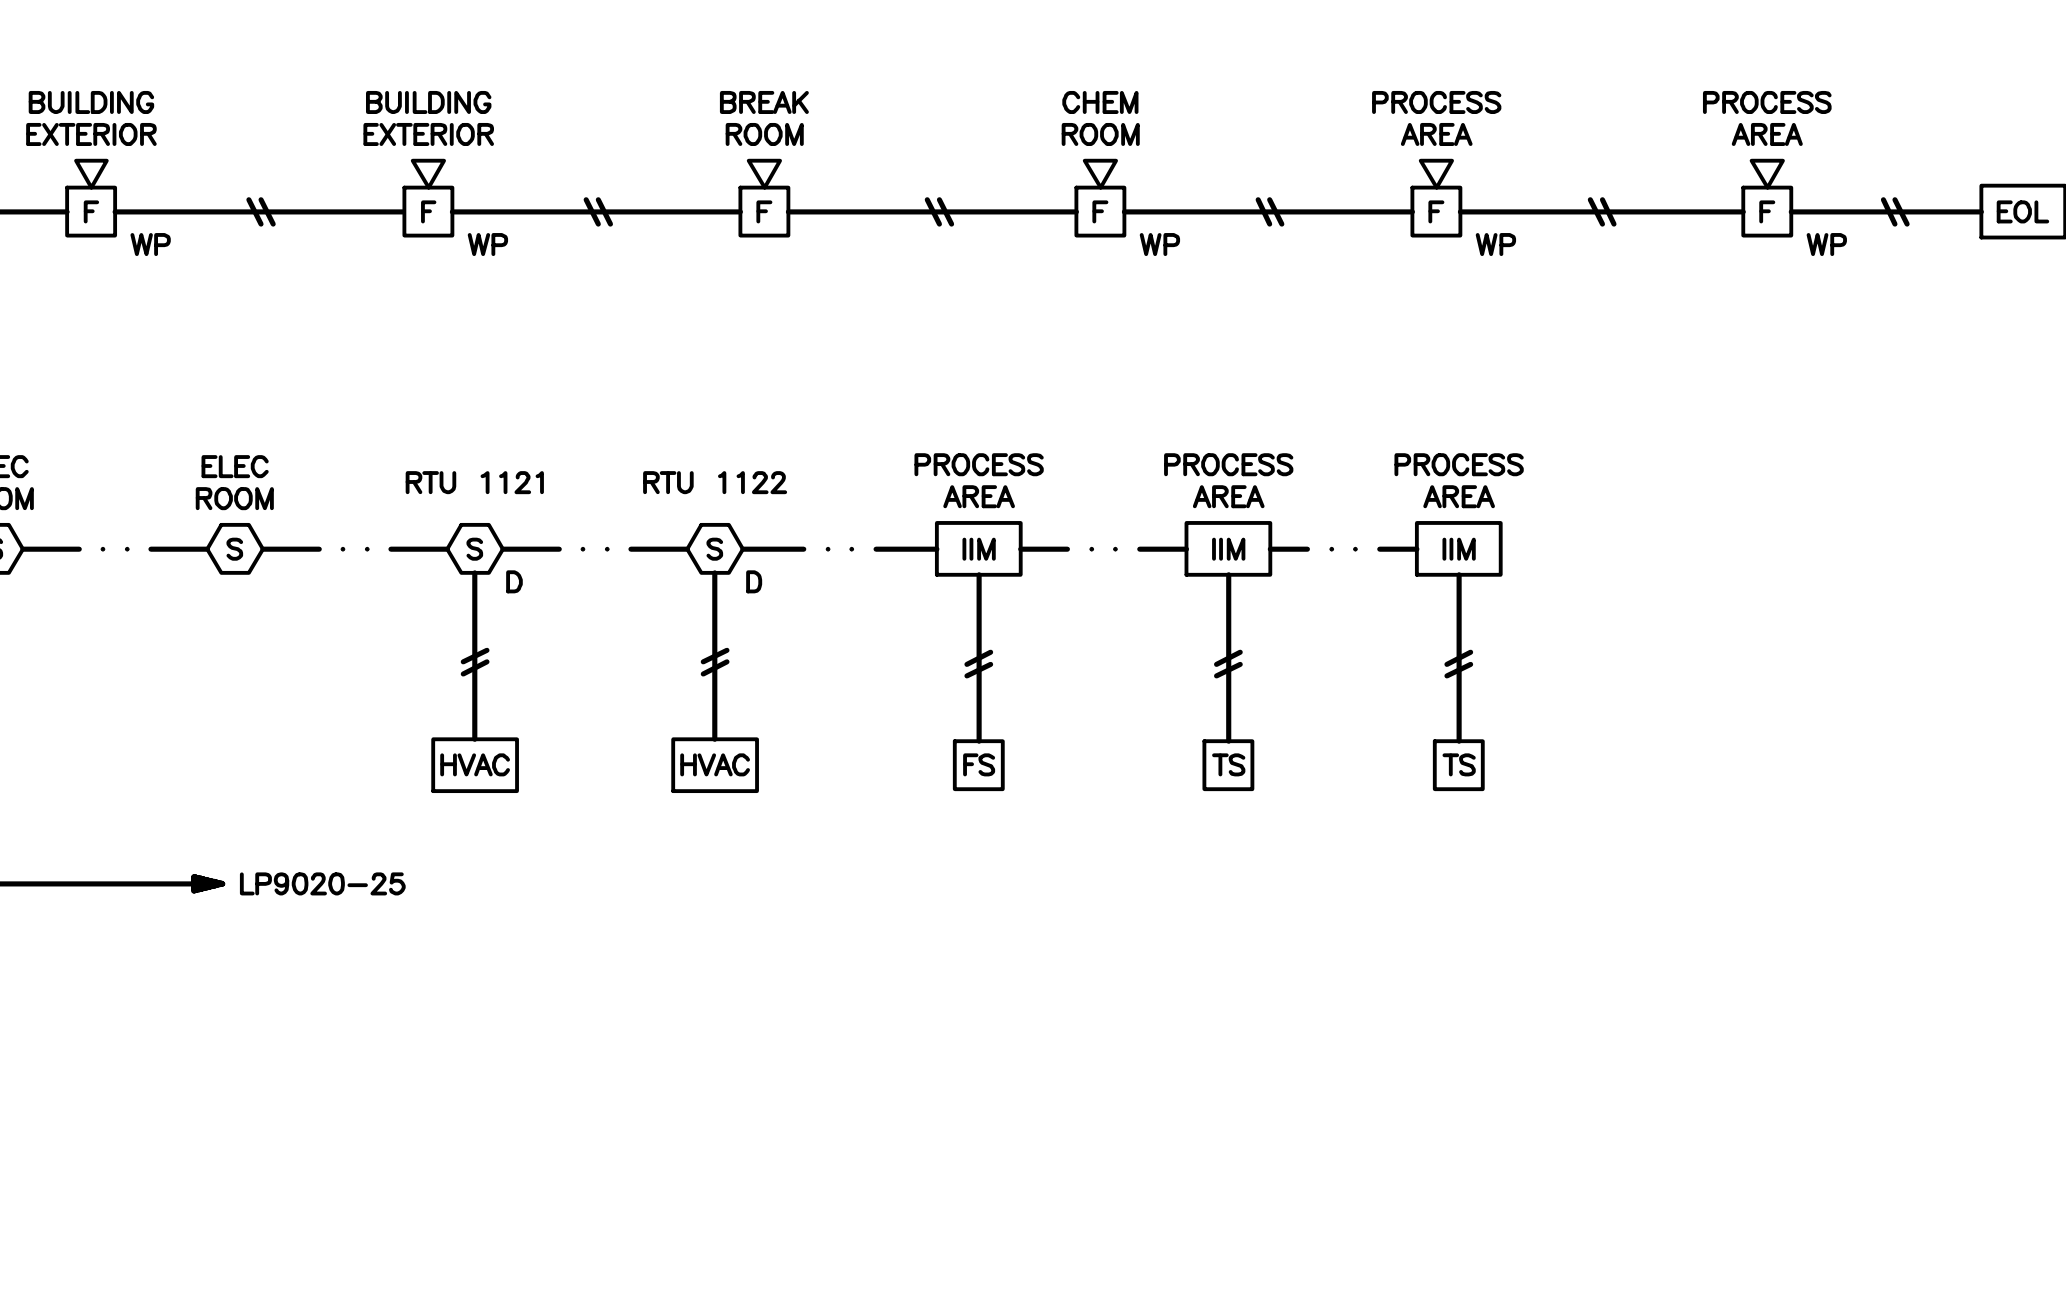 BUILDING
EXTERIOR
F
WP
BUILDING
EXTERIOR
F
WP
BREAK
ROOM
F
CHEM
ROOM
F
WP
PROCESS
AREA
F
WP
PROCESS
AREA
F
WP
EOL
EC
OM
S
ELEC
ROOM
S
RTU 1121
S
D
HVAC
RTU 1122
S
D
HVAC
PROCESS
AREA
IIM
FS
PROCESS
AREA
IIM
TS
PROCESS
AREA
IIM
TS
LP9020-25